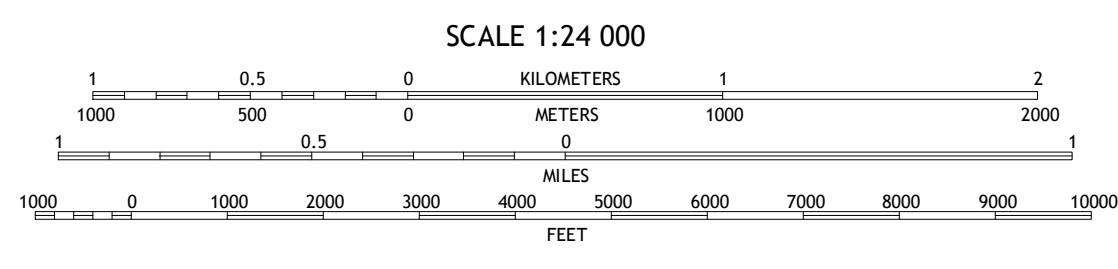 SCALE 1:24 000
1 0.5 0 KILOMETERS 1 2
1000 500 0 METERS 1000 2000
1 0.5 0 1
MILES
1000 0 1000 2000 3000 4000 5000 6000 7000 8000 9000 10000
FEET